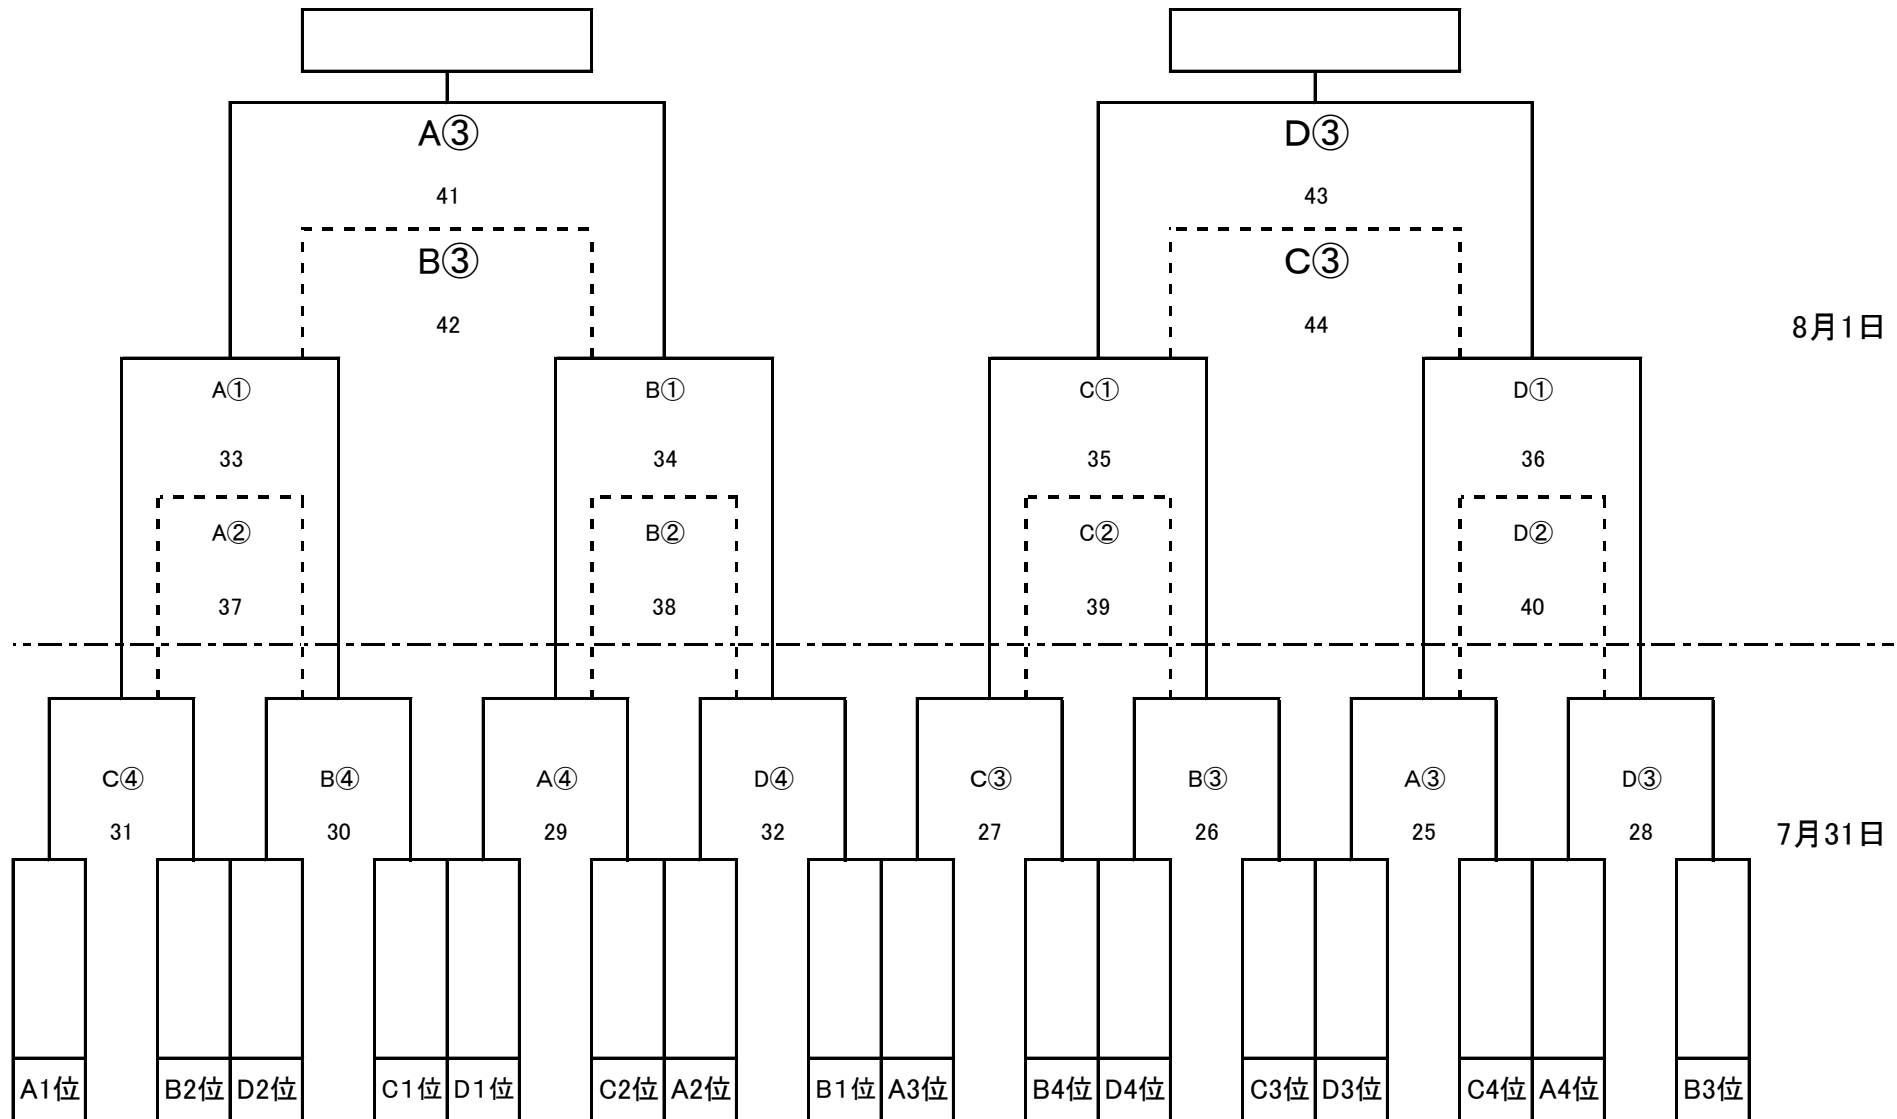 A③ D③
41 43
B③ C③
42 44
8月1日
A① B① C① D①
33 34 35 36
A② B② C② D②
37 38 39 40
C④ B④ A④ D④ C③ B③ A③ D③
31 30 29 32 27 26 25 28
7月31日
A1位 B2位 D2位 C1位 D1位 C2位 A2位 B1位 A3位 B4位 D4位 C3位 D3位 C4位 A4位 B3位